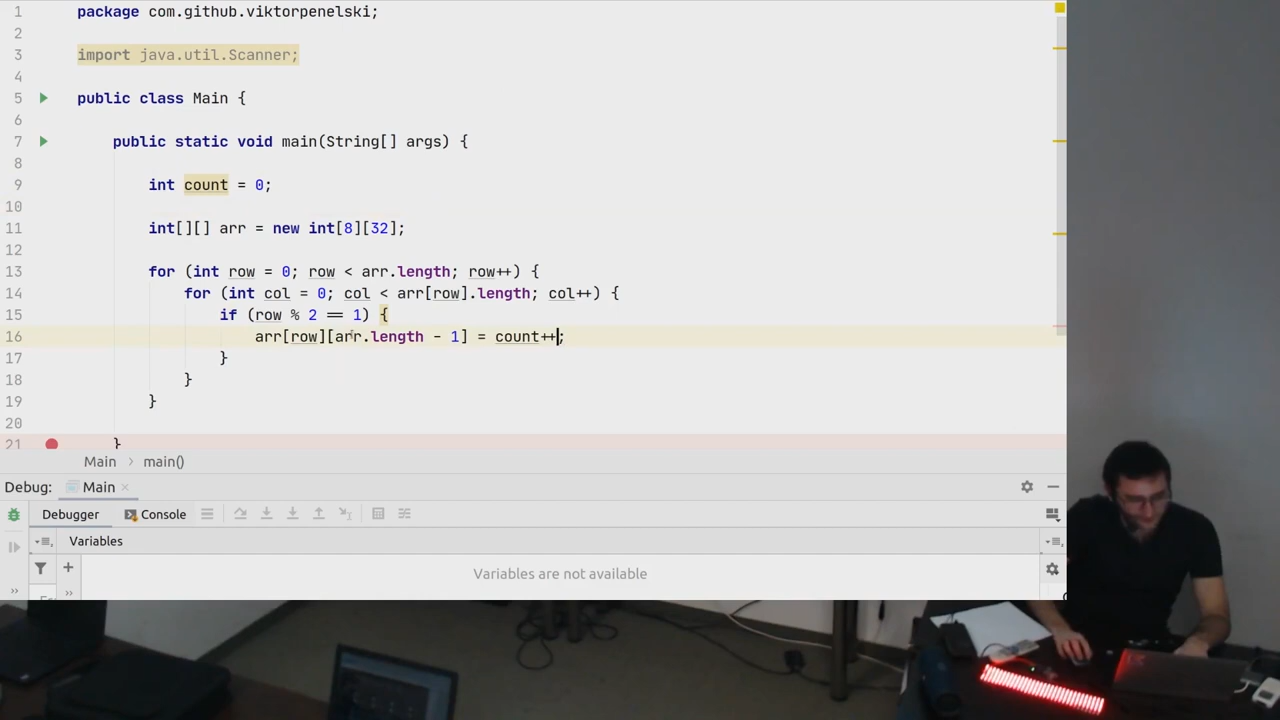 1 package com.github.viktorpenelski;
2
3 import java.util.Scanner;
4
5 public class Main {
6
7 public static void main(String[] args) {
8
9 int count = 0;
10
11 int[][] arr = new int[8][32];
12
13 for (int row = 0; row < arr.length; row++) {
14 for (int col = 0; col < arr[row].length; col++) {
15 if (row % 2 == 1) {
16 arr[row][arr.length - 1] = count++;
17 }
18 }
19 }
20
21 }
Main › main()
Debug: Main ×
Debugger Console
Variables
Variables are not available